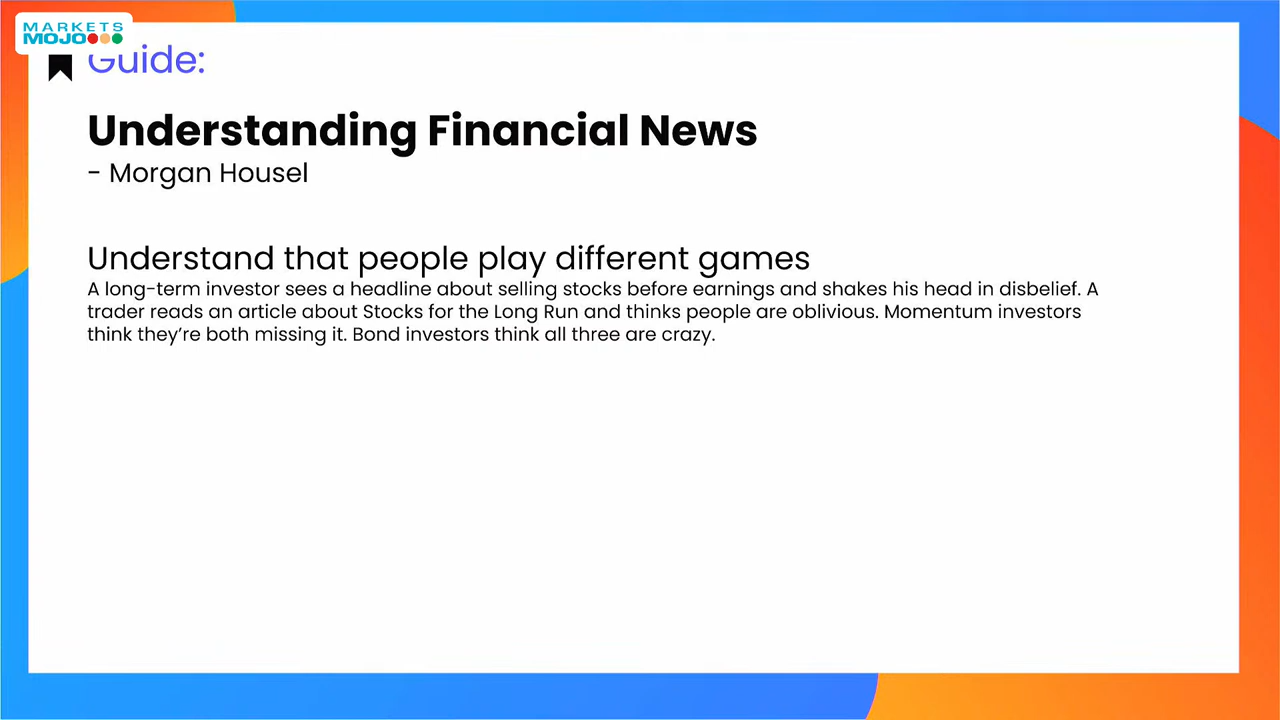 MARKETS
MOJO
Guide:
Understanding Financial News
- Morgan Housel
Understand that people play different games
A long-term investor sees a headline about selling stocks before earnings and shakes his head in disbelief. A
trader reads an article about Stocks for the Long Run and thinks people are oblivious. Momentum investors
think they’re both missing it. Bond investors think all three are crazy.